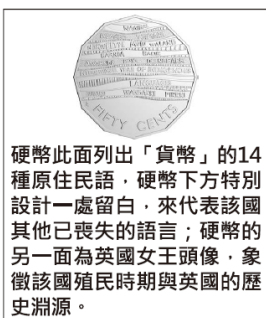 FIFTY CENTS
硬幣此面列出「貨幣」的14
種原住民語，硬幣下方特別
設計一處留白，來代表該國
其他已喪失的語言；硬幣的
另一面為英國女王頭像，象
徵該國殖民時期與英國的歷
史淵源。